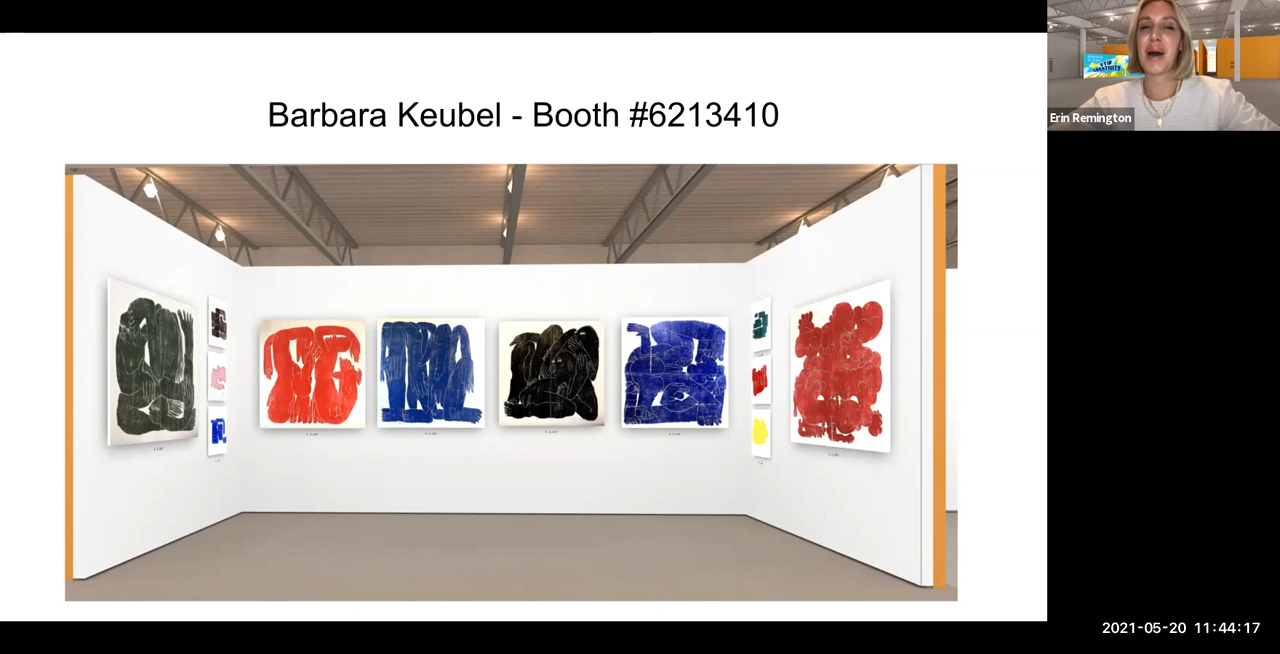 Barbara Keubel - Booth #6213410
Erin Remington
2021-05-20 11:44:17